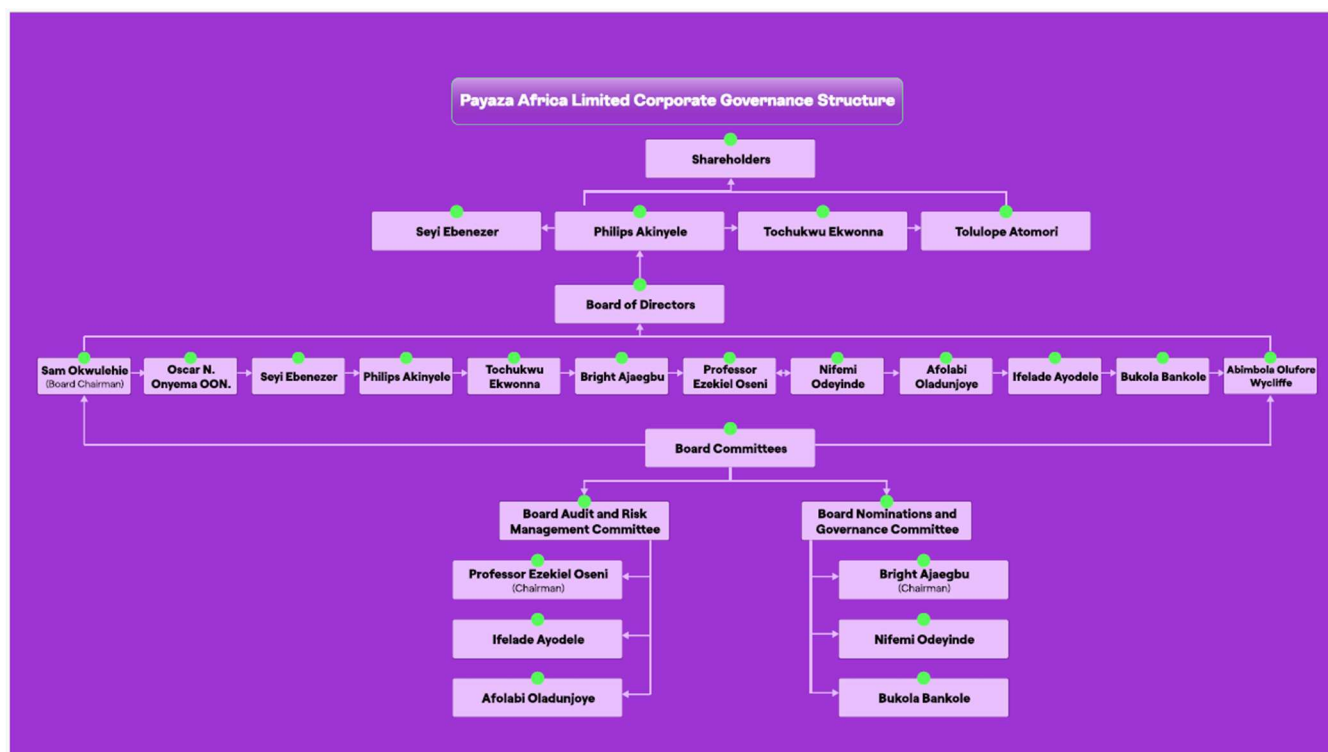 Payaza Africa Limited Corporate Governance Structure
Shareholders
Seyi Ebenezer
Philips Akinyele
Tochukwu Ekwonna
Tolulope Atomori
Board of Directors
Sam Okwulehie
(Board Chairman)
Oscar N.
Onyema OON.
Seyi Ebenezer
Philips Akinyele
Tochukwu
Ekwonna
Bright Ajaegbu
Professor
Ezekiel Oseni
Nifemi
Odeyinde
Afolabi
Oladunjoye
Ifelade Ayodele
Bukola Bankole
Abimbola Olufore
Wycliffe
Board Committees
Board Audit and Risk
Management Committee
Professor Ezekiel Oseni
(Chairman)
Ifelade Ayodele
Afolabi Oladunjoye
Board Nominations and
Governance Committee
Bright Ajaegbu
(Chairman)
Nifemi Odeyinde
Bukola Bankole